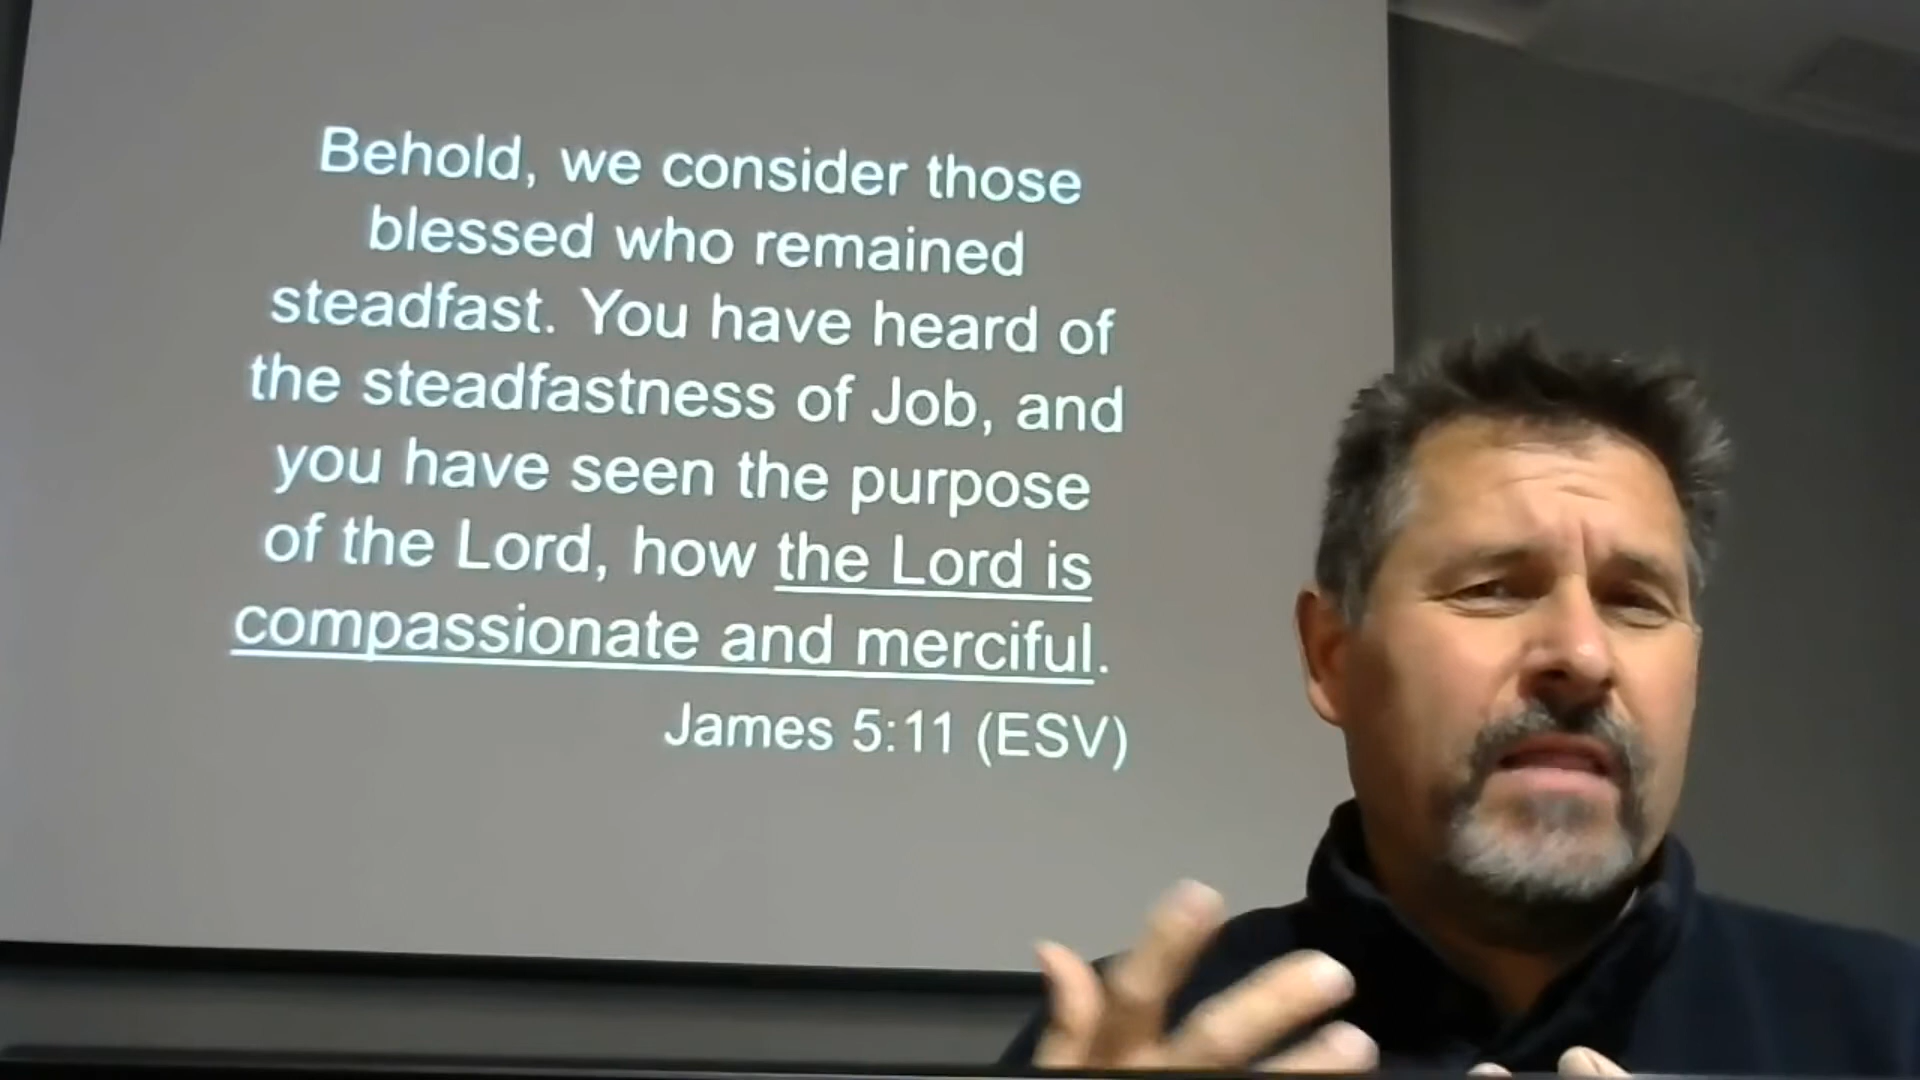 Behold, we consider those
blessed who remained
steadfast. You have heard of
the steadfastness of Job, and
you have seen the purpose
of the Lord, how the Lord is
compassionate and merciful.
James 5:11 (ESV)